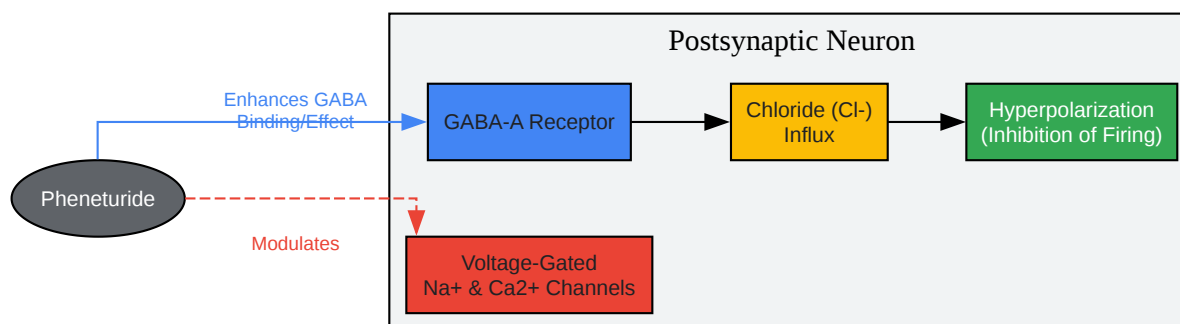 Postsynaptic Neuron
Enhances GABA
Binding/Effect
GABA-A Receptor
Chloride (Cl-)
Influx
Hyperpolarization
(Inhibition of Firing)
Pheneturide
Modulates
Voltage-Gated
Na+ & Ca2+ Channels